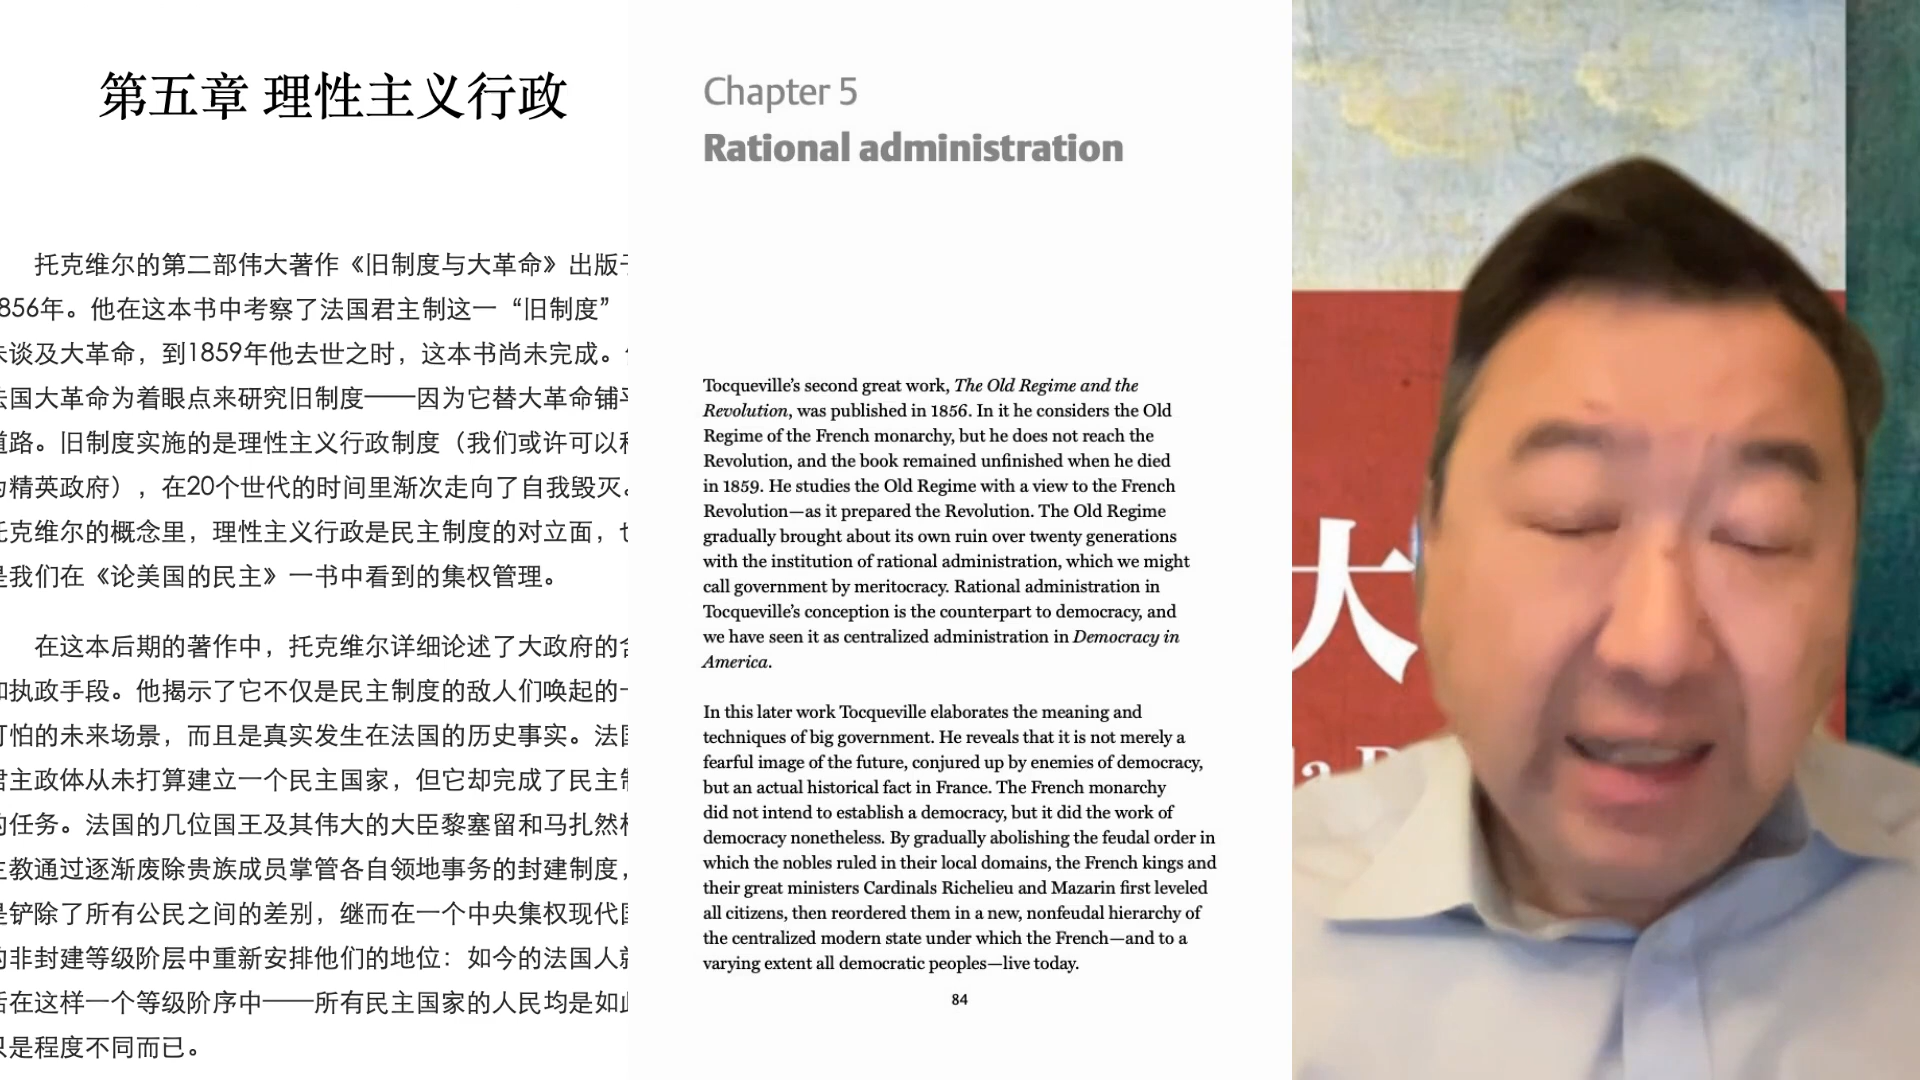 第五章 理性主义行政
托克维尔的第二部伟大著作《旧制度与大革命》出版于
856年。他在这本书中考察了法国君主制这一“旧制度”
未谈及大革命，到1859年他去世之时，这本书尚未完成。
法国大革命为着眼点来研究旧制度——因为它替大革命铺平
道路。旧制度实施的是理性主义行政制度（我们或许可以称
为精英政府），在20个世代的时间里渐次走向了自我毁灭。
托克维尔的概念里，理性主义行政是民主制度的对立面，也
是我们在《论美国的民主》一书中看到的集权管理。
在这本后期的著作中，托克维尔详细论述了大政府的含
和执政手段。他揭示了它不仅是民主制度的敌人们唤起的一
可怕的未来场景，而且是真实发生在法国的历史事实。法国
君主政体从未打算建立一个民主国家，但它却完成了民主制
的任务。法国的几位国王及其伟大的大臣黎塞留和马扎然枢
主教通过逐渐废除贵族成员掌管各自领地事务的封建制度，
是铲除了所有公民之间的差别，继而在一个中央集权现代国
的非封建等级阶层中重新安排他们的地位：如今的法国人就
活在这样一个等级阶序中——所有民主国家的人民均是如此
只是程度不同而已。
Chapter 5
Rational administration
Tocqueville’s second great work, The Old Regime and the
Revolution, was published in 1856. In it he considers the Old
Regime of the French monarchy, but he does not reach the
Revolution, and the book remained unfinished when he died
in 1859. He studies the Old Regime with a view to the French
Revolution—as it prepared the Revolution. The Old Regime
gradually brought about its own ruin over twenty generations
with the institution of rational administration, which we might
call government by meritocracy. Rational administration in
Tocqueville’s conception is the counterpart to democracy, and
we have seen it as centralized administration in Democracy in
America.
In this later work Tocqueville elaborates the meaning and
techniques of big government. He reveals that it is not merely a
fearful image of the future, conjured up by enemies of democracy,
but an actual historical fact in France. The French monarchy
did not intend to establish a democracy, but it did the work of
democracy nonetheless. By gradually abolishing the feudal order in
which the nobles ruled in their local domains, the French kings and
their great ministers Cardinals Richelieu and Mazarin first leveled
all citizens, then reordered them in a new, nonfeudal hierarchy of
the centralized modern state under which the French—and to a
varying extent all democratic peoples—live today.
84
大
la